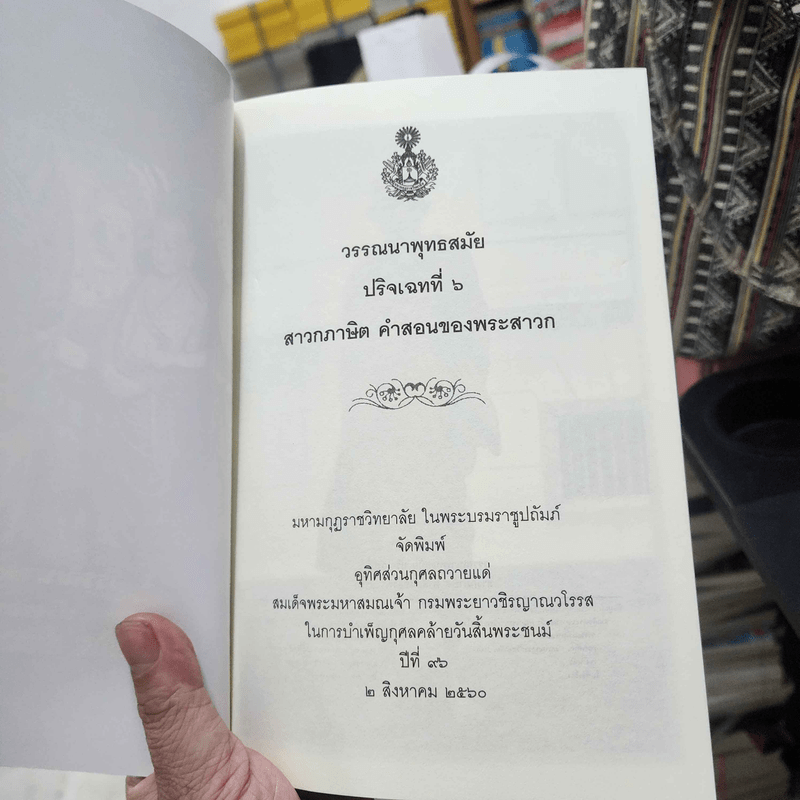 วรรณนาพุทธสมัย
ปริจเฉทที่ ๖
สาวกภาษิต คำสอนของพระสาวก
มหามกุฏราชวิทยาลัย ในพระบรมราชูปถัมภ์
จัดพิมพ์
อุทิศส่วนกุศลถวายแด่
สมเด็จพระมหาสมณเจ้า กรมพระยาวชิรญาณวโรรส
ในการบำเพ็ญกุศลคล้ายวันสิ้นพระชนม์
ปีที่ ๙๖
๒ สิงหาคม ๒๕๖๐